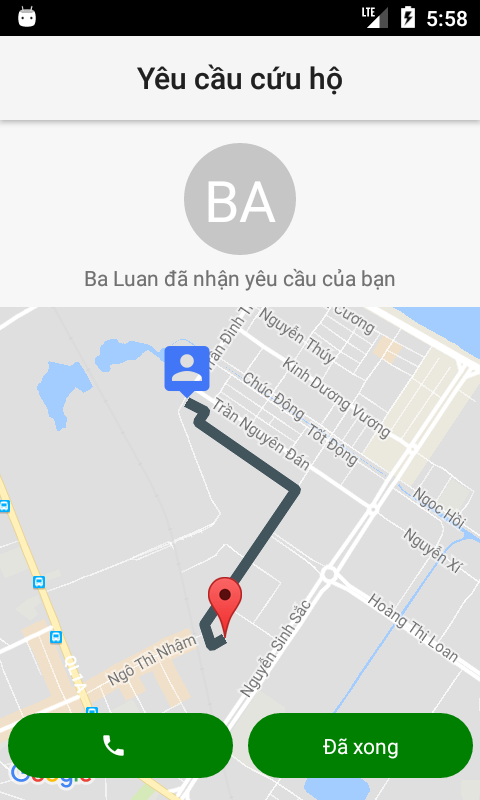 LTE 5:58
Yêu cầu cứu hộ
BA
Ba Luan đã nhận yêu cầu của bạn
Cương
Nguyễn Thúy
Kinh Dương Vương
Chúc Động
Tốt Động
Trần Nguyên Đán
Ngọc Hồi
Nguyễn Xí
Hoàng Thị Loan
Nguyễn Sinh Sắc
Ngô Thì Nhậm
QL1A
Đã xong
Google